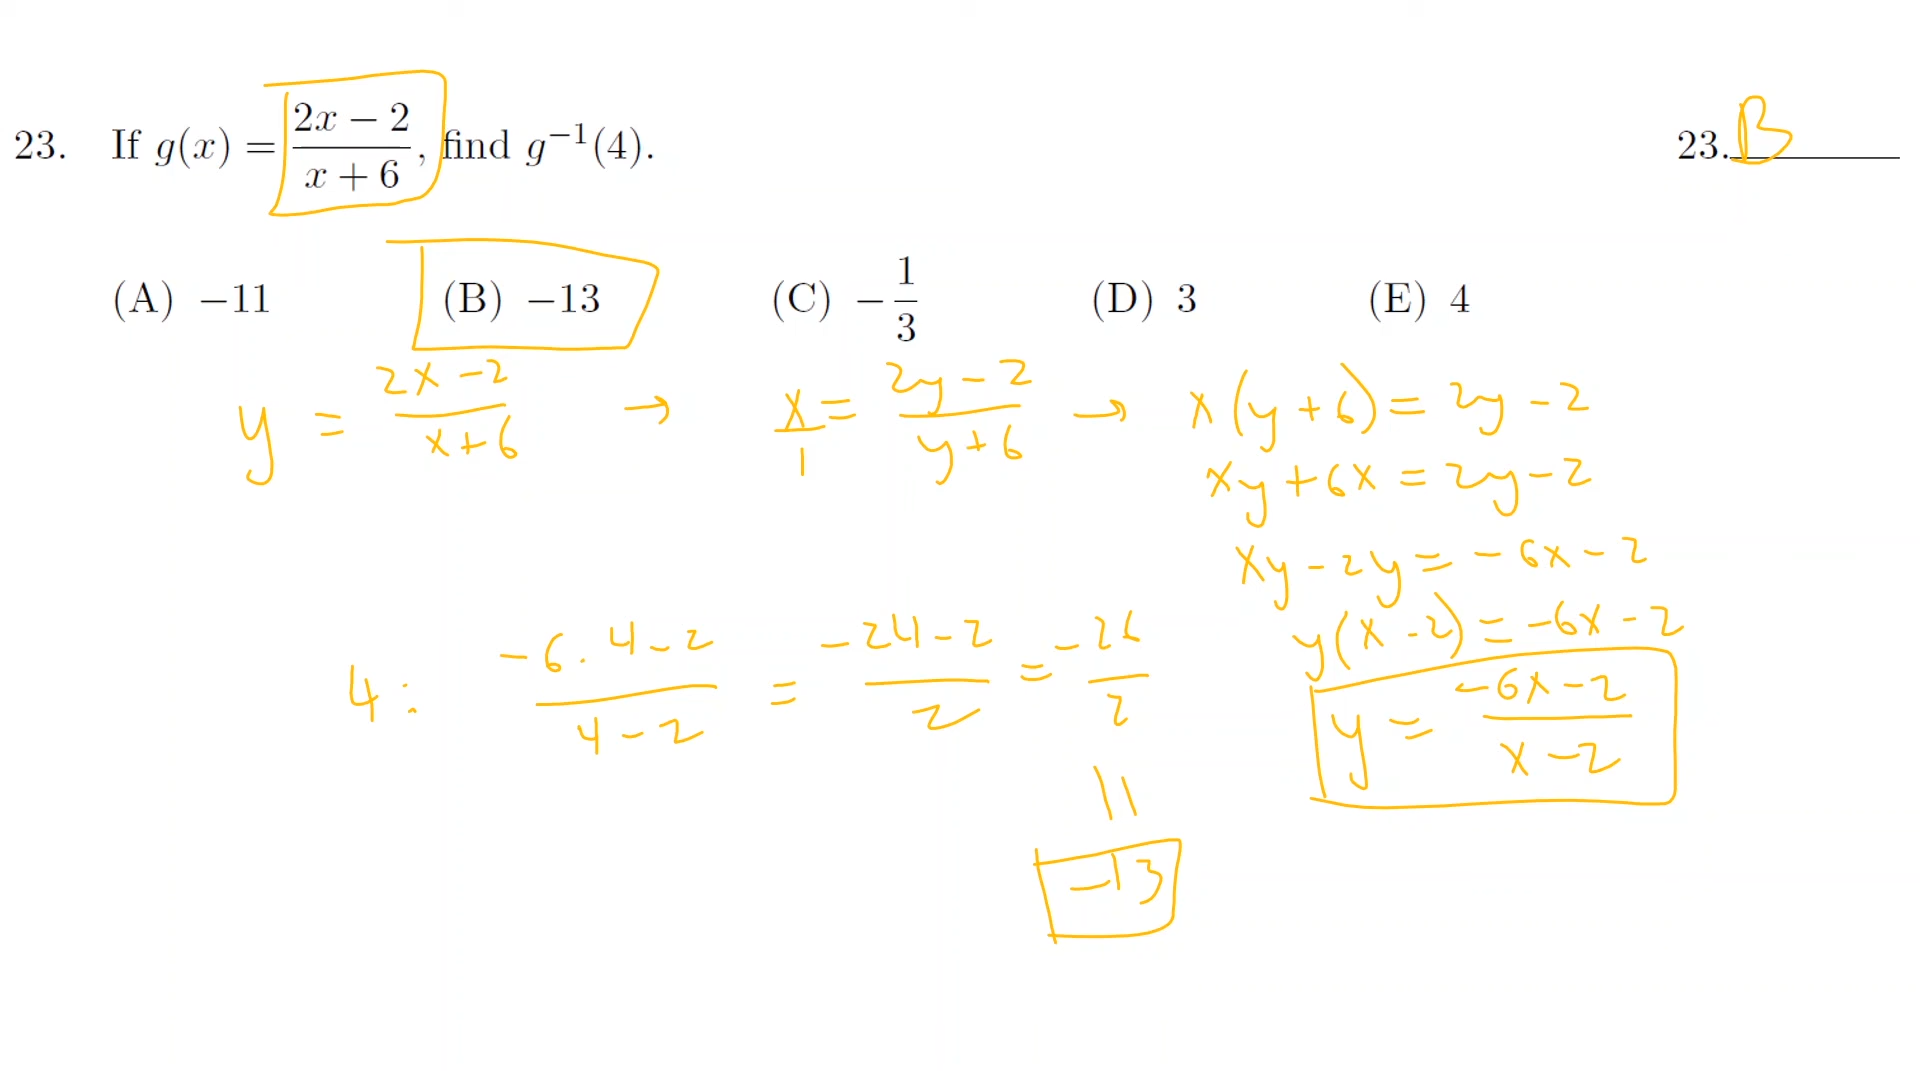 23. If g(x) = (2x − 2)/(x + 6), find g⁻¹(4). 23. B
(A) −11 (B) −13 (C) −1/3 (D) 3 (E) 4
y = (2x − 2)/(x + 6) → x/1 = (2y − 2)/(y + 6) → x(y + 6) = 2y − 2
xy + 6x = 2y − 2
xy − 2y = − 6x − 2
y(x − 2) = −6x − 2
4: (−6 · 4 − 2)/(4 − 2) = (−24 − 2)/2 = −26/2
y = (−6x − 2)/(x − 2)
||
−13